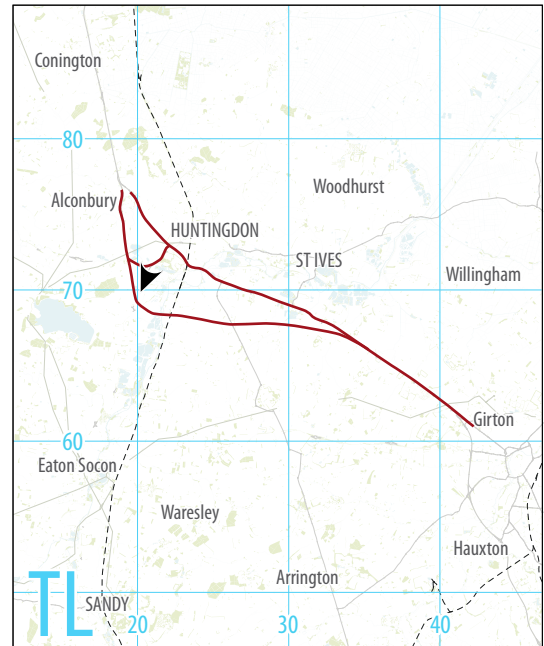 Conington
80
Woodhurst
Alconbury
HUNTINGDON
ST IVES
Willingham
70
Girton
60
Eaton Socon
Waresley
Hauxton
Arrington
TL
SANDY
20
30
40